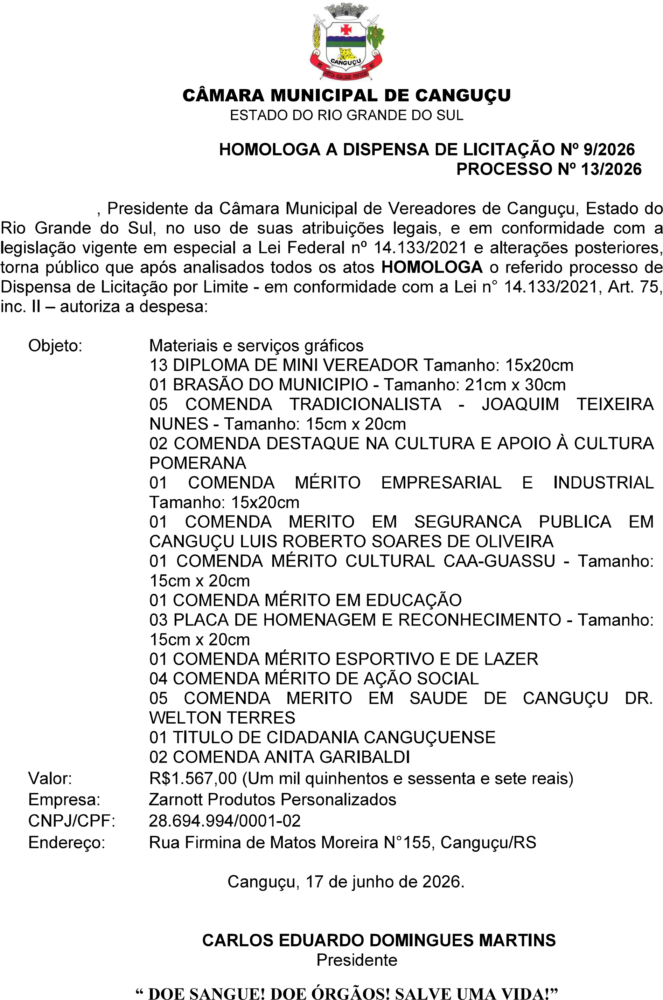 CANGUÇU
1812
JUSTIÇA - IGUALDADE - PERFEIÇÃO
1857
CÂMARA MUNICIPAL DE CANGUÇU
ESTADO DO RIO GRANDE DO SUL
HOMOLOGA A DISPENSA DE LICITAÇÃO Nº 9/2026
PROCESSO Nº 13/2026
, Presidente da Câmara Municipal de Vereadores de Canguçu, Estado do
Rio Grande do Sul, no uso de suas atribuições legais, e em conformidade com a
legislação vigente em especial a Lei Federal nº 14.133/2021 e alterações posteriores,
torna público que após analisados todos os atos HOMOLOGA o referido processo de
Dispensa de Licitação por Limite - em conformidade com a Lei n° 14.133/2021, Art. 75,
inc. II – autoriza a despesa:
Objeto: Materiais e serviços gráficos
13 DIPLOMA DE MINI VEREADOR Tamanho: 15x20cm
01 BRASÃO DO MUNICIPIO - Tamanho: 21cm x 30cm
05 COMENDA TRADICIONALISTA - JOAQUIM TEIXEIRA
NUNES - Tamanho: 15cm x 20cm
02 COMENDA DESTAQUE NA CULTURA E APOIO À CULTURA
POMERANA
01 COMENDA MÉRITO EMPRESARIAL E INDUSTRIAL
Tamanho: 15x20cm
01 COMENDA MERITO EM SEGURANCA PUBLICA EM
CANGUÇU LUIS ROBERTO SOARES DE OLIVEIRA
01 COMENDA MÉRITO CULTURAL CAA-GUASSU - Tamanho:
15cm x 20cm
01 COMENDA MÉRITO EM EDUCAÇÃO
03 PLACA DE HOMENAGEM E RECONHECIMENTO - Tamanho:
15cm x 20cm
01 COMENDA MÉRITO ESPORTIVO E DE LAZER
04 COMENDA MÉRITO DE AÇÃO SOCIAL
05 COMENDA MERITO EM SAUDE DE CANGUÇU DR.
WELTON TERRES
01 TITULO DE CIDADANIA CANGUÇUENSE
02 COMENDA ANITA GARIBALDI
Valor: R$1.567,00 (Um mil quinhentos e sessenta e sete reais)
Empresa: Zarnott Produtos Personalizados
CNPJ/CPF: 28.694.994/0001-02
Endereço: Rua Firmina de Matos Moreira N°155, Canguçu/RS
Canguçu, 17 de junho de 2026.
CARLOS EDUARDO DOMINGUES MARTINS
Presidente
“ DOE SANGUE! DOE ÓRGÃOS! SALVE UMA VIDA!”